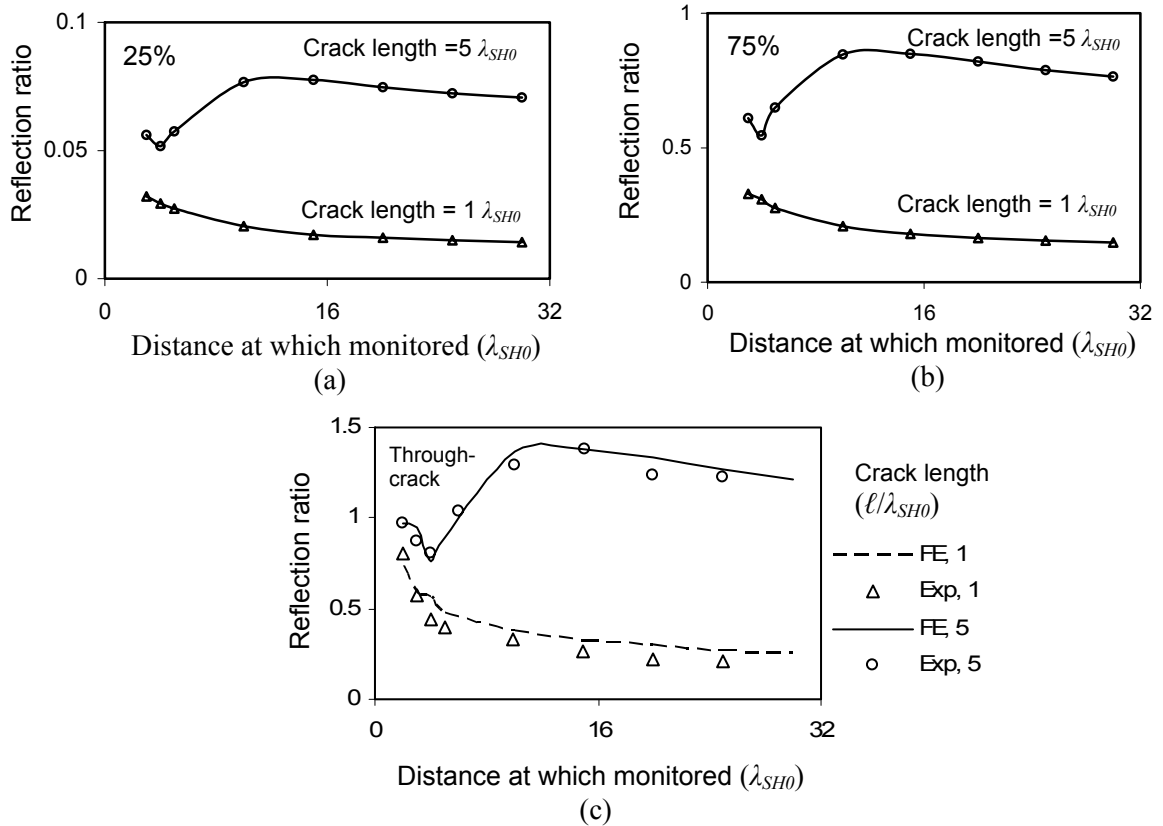 0.1
25%
Crack length =5 λSH0
0.05
Crack length = 1 λSH0
0
0 16 32
Reflection ratio
Distance at which monitored (λSH0)
(a)
1
75%
Crack length =5 λSH0
0.5
Crack length = 1 λSH0
0
0 16 32
Reflection ratio
Distance at which monitored (λSH0)
(b)
1.5
Through-
crack
1
0.5
0
0 16 32
Reflection ratio
Distance at which monitored (λSH0)
(c)
Crack length
(ℓ/λSH0)
FE, 1
Exp, 1
FE, 5
Exp, 5